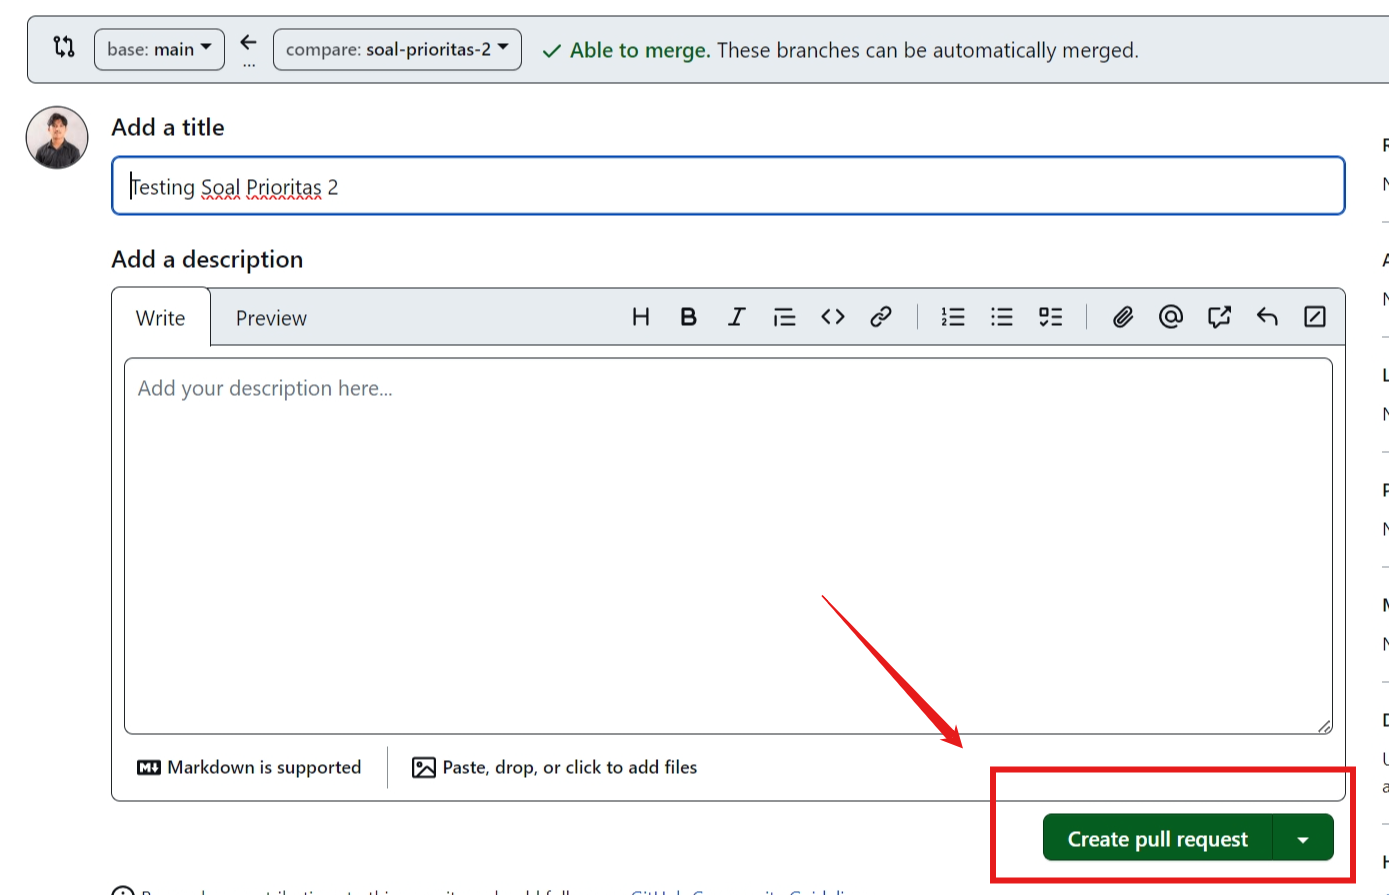 base: main
compare: soal-prioritas-2
Able to merge. These branches can be automatically merged.
Add a title
Testing Soal Prioritas 2
Add a description
Write Preview
Add your description here...
Markdown is supported
Paste, drop, or click to add files
Create pull request